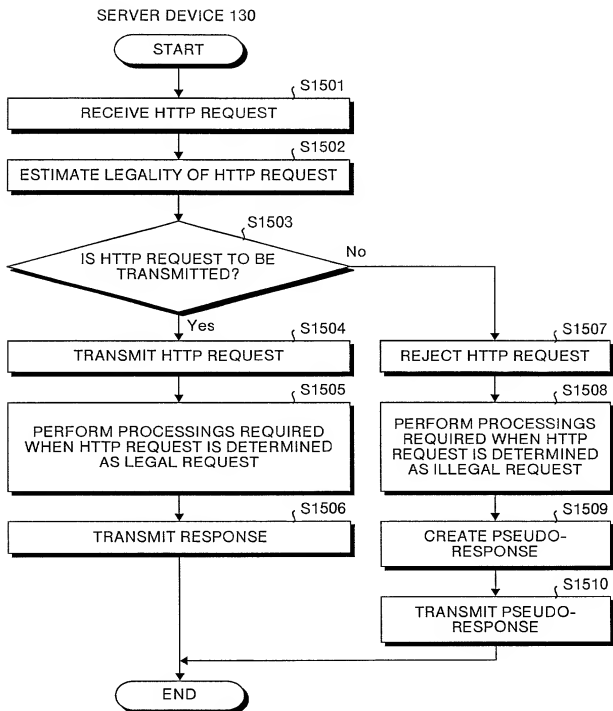 SERVER DEVICE 130
START
S1501
RECEIVE HTTP REQUEST
S1502
ESTIMATE LEGALITY OF HTTP REQUEST
S1503
IS HTTP REQUEST TO BE
TRANSMITTED?
No
Yes
S1504
TRANSMIT HTTP REQUEST
S1505
PERFORM PROCESSINGS REQUIRED
WHEN HTTP REQUEST IS DETERMINED
AS LEGAL REQUEST
S1506
TRANSMIT RESPONSE
S1507
REJECT HTTP REQUEST
S1508
PERFORM PROCESSINGS
REQUIRED WHEN HTTP
REQUEST IS DETERMINED
AS ILLEGAL REQUEST
S1509
CREATE PSEUDO-
RESPONSE
S1510
TRANSMIT PSEUDO-
RESPONSE
END